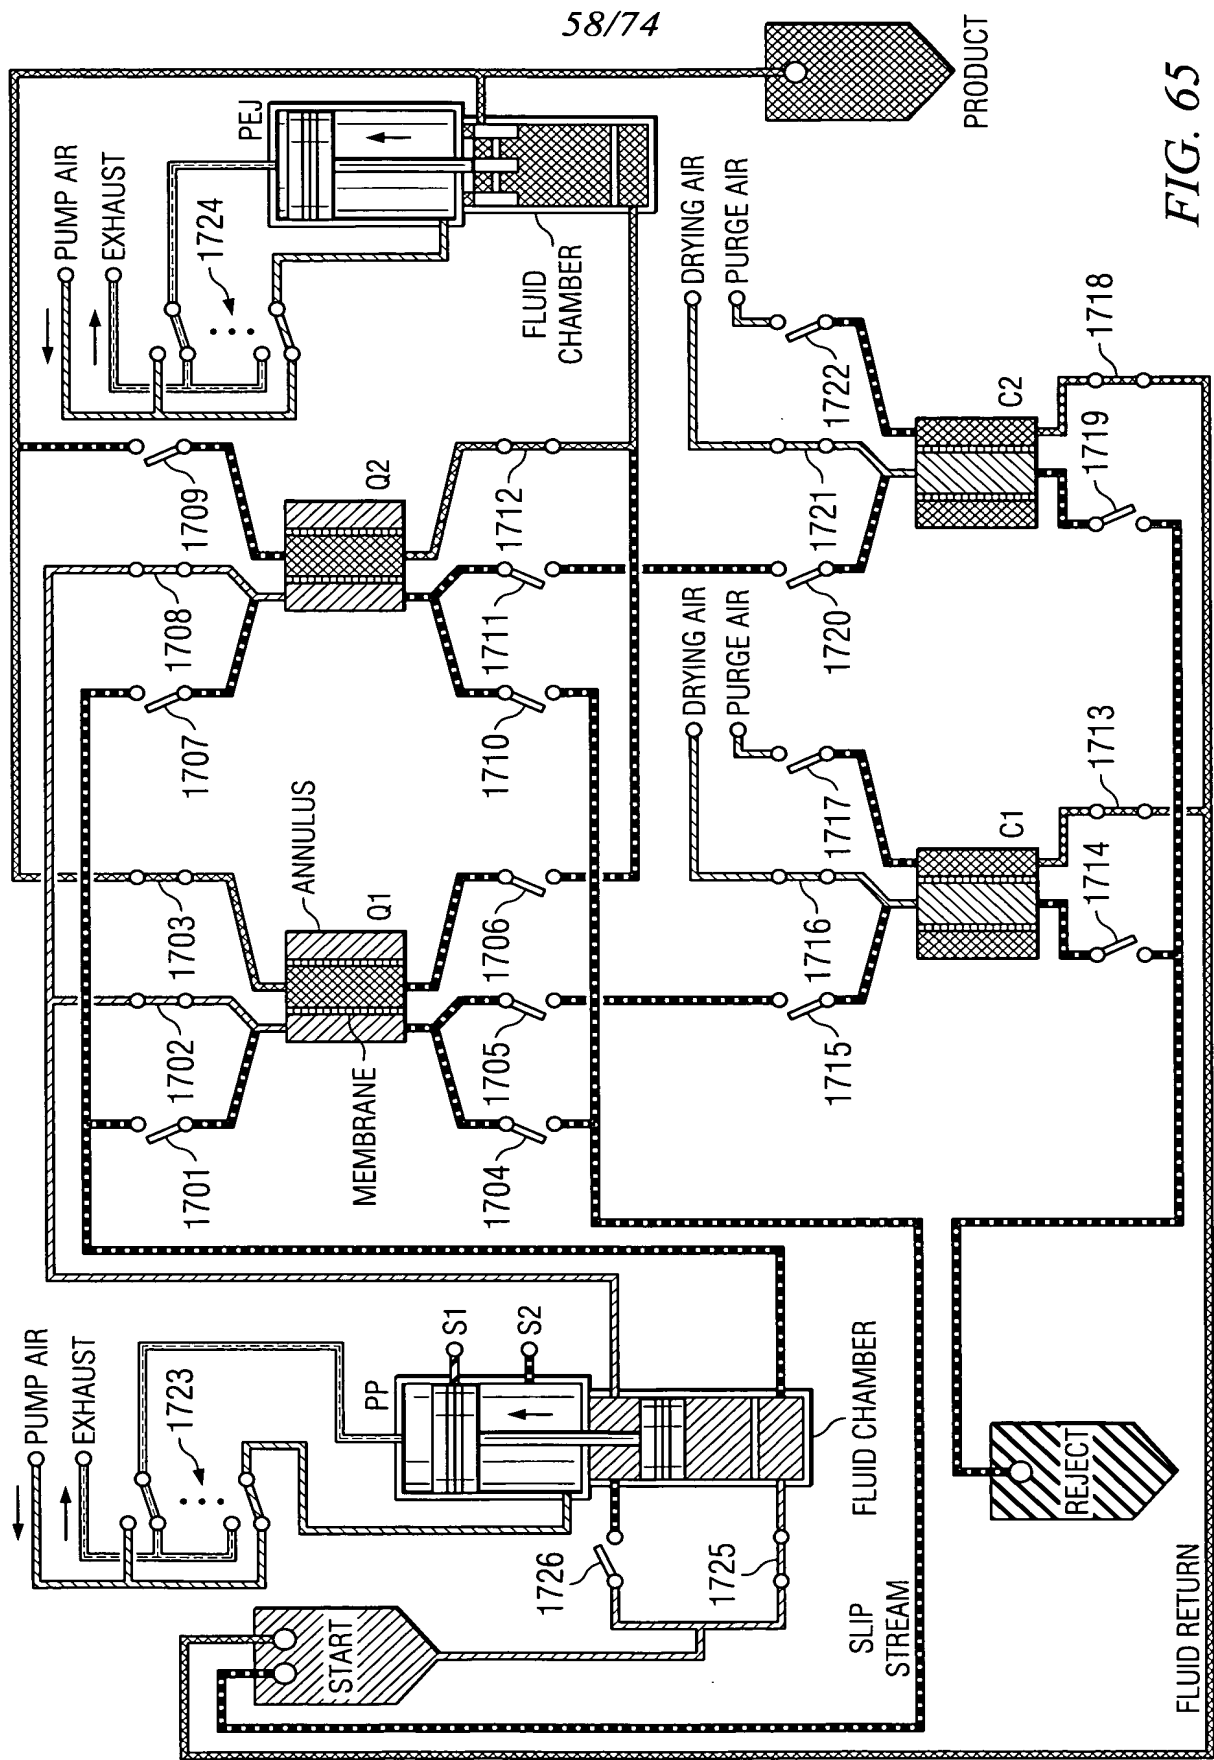 58/74
PUMP AIR
EXHAUST
1723
PP
S1
S2
START
1726
1725
FLUID CHAMBER
SLIP
STREAM
REJECT
FLUID RETURN
1701
1702
1703
MEMBRANE
ANNULUS
Q1
1704
1705
1706
1707
1708
1709
Q2
1710
1711
1712
PUMP AIR
EXHAUST
1724
PEJ
FLUID
CHAMBER
PRODUCT
DRYING AIR
PURGE AIR
1715
1716
1717
C1
1714
1713
DRYING AIR
PURGE AIR
1720
1721
1722
C2
1719
1718
FIG. 65